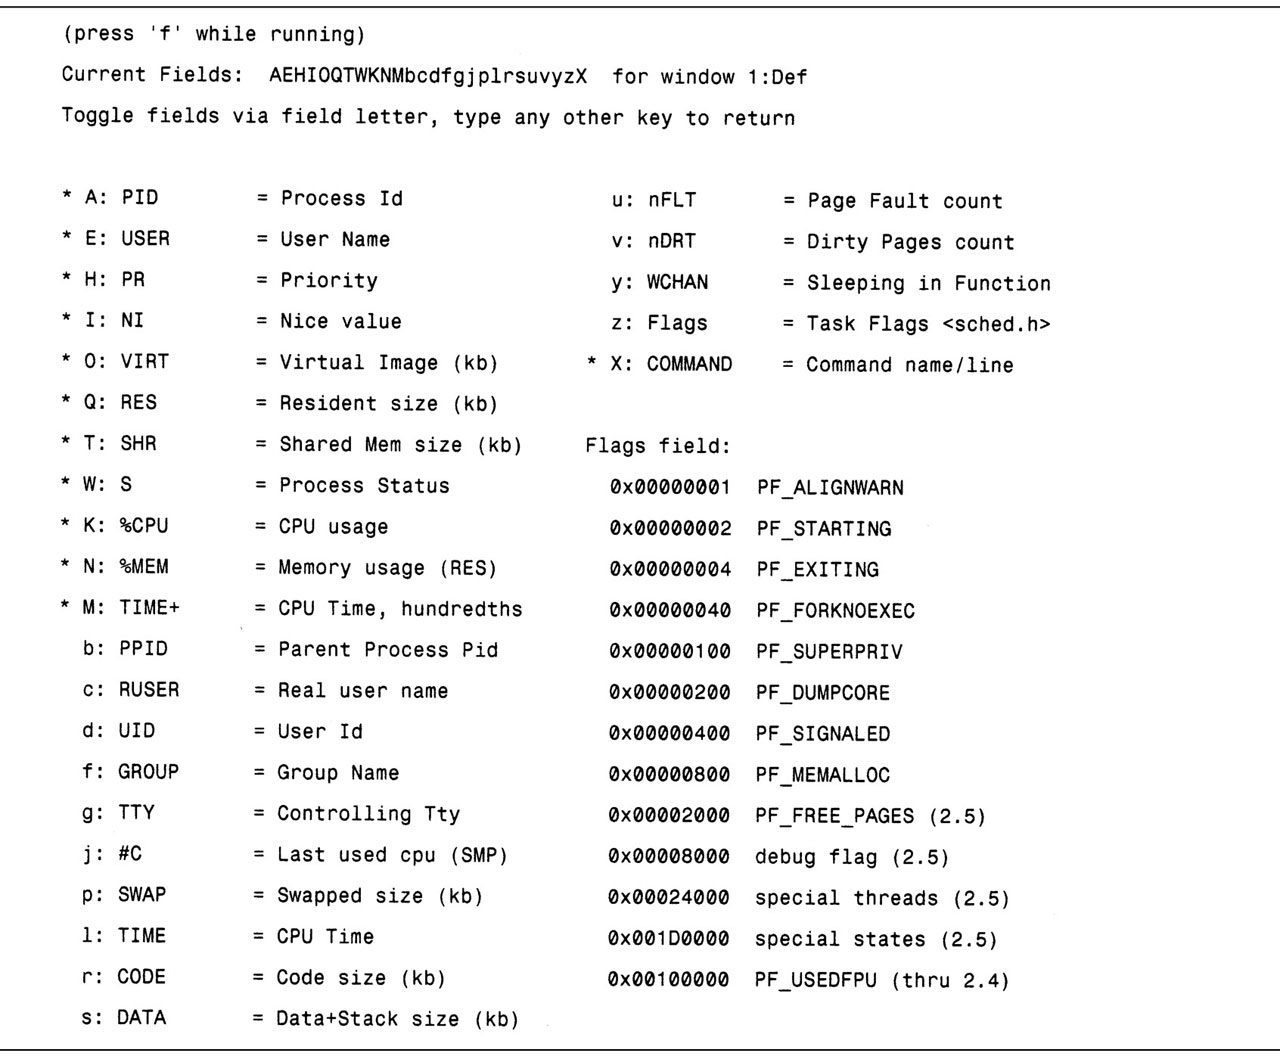 (press 'f' while running)
Current Fields:  AEHIOQTWKNMbcdfgjplrsuvyzX  for window 1:Def
Toggle fields via field letter, type any other key to return
* A: PID = Process Id u: nFLT = Page Fault count
* E: USER = User Name v: nDRT = Dirty Pages count
* H: PR = Priority y: WCHAN = Sleeping in Function
* I: NI = Nice value z: Flags = Task Flags <sched.h>
* O: VIRT = Virtual Image (kb) * X: COMMAND = Command name/line
* Q: RES = Resident size (kb)
* T: SHR = Shared Mem size (kb) Flags field:
* W: S = Process Status 0x00000001 PF_ALIGNWARN
* K: %CPU = CPU usage 0x00000002 PF_STARTING
* N: %MEM = Memory usage (RES) 0x00000004 PF_EXITING
* M: TIME+ = CPU Time, hundredths 0x00000040 PF_FORKNOEXEC
b: PPID = Parent Process Pid 0x00000100 PF_SUPERPRIV
c: RUSER = Real user name 0x00000200 PF_DUMPCORE
d: UID = User Id 0x00000400 PF_SIGNALED
f: GROUP = Group Name 0x00000800 PF_MEMALLOC
g: TTY = Controlling Tty 0x00002000 PF_FREE_PAGES (2.5)
j: #C = Last used cpu (SMP) 0x00008000 debug flag (2.5)
p: SWAP = Swapped size (kb) 0x00024000 special threads (2.5)
l: TIME = CPU Time 0x001D0000 special states (2.5)
r: CODE = Code size (kb) 0x00100000 PF_USEDFPU (thru 2.4)
s: DATA = Data+Stack size (kb)